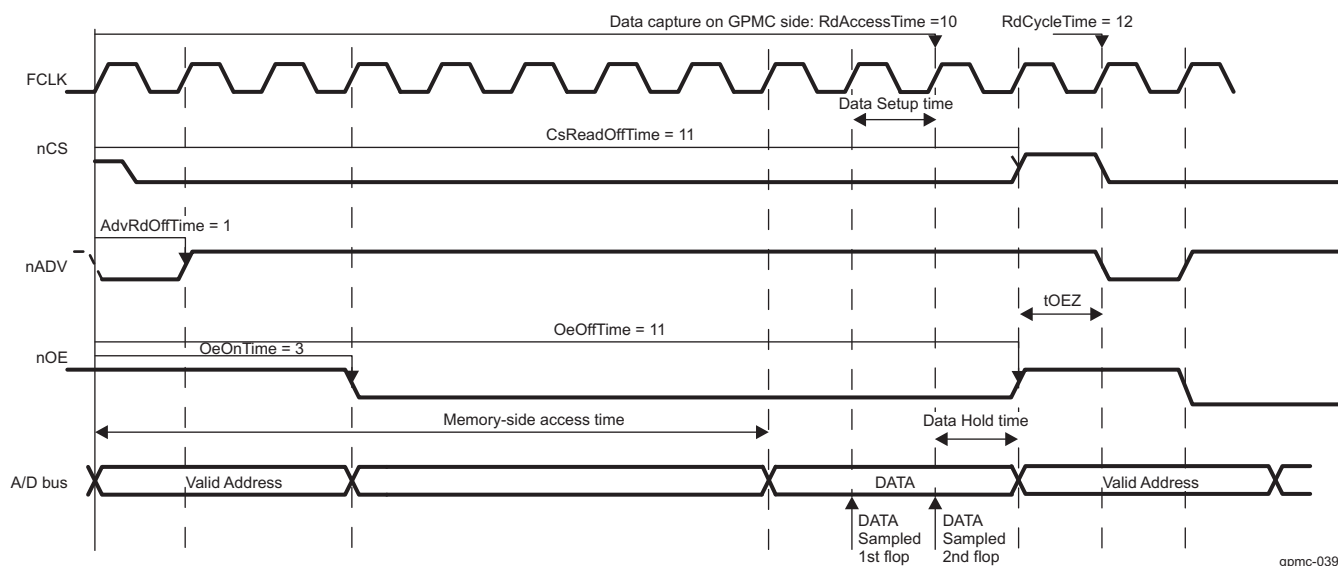 Data capture on GPMC side: RdAccessTime =10
RdCycleTime = 12
FCLK
Data Setup time
nCS
CsReadOffTime = 11
AdvRdOffTime = 1
nADV
tOEZ
OeOffTime = 11
nOE
OeOnTime = 3
Memory-side access time
Data Hold time
A/D bus
Valid Address
DATA
Valid Address
DATA
Sampled
1st flop
DATA
Sampled
2nd flop
gpmc-039